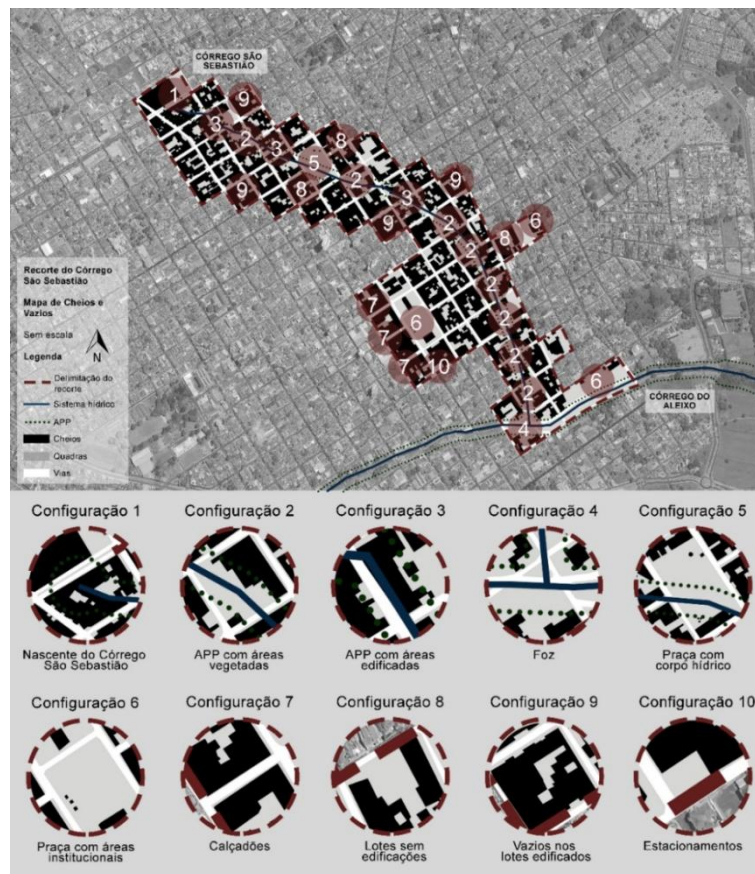 CÓRREGO SÃO
SEBASTIÃO
1
9
3
2
3
8
5
2
9
8
3
9
9
2
6
8
2
2
7
6
2
7
2
7
10
6
2
4
CÓRREGO DO
ALEIXO
Recorte do Córrego
São Sebastião
Mapa de Cheios e
Vazios
Sem escala
N
Legenda
Delimitação do
recorte
Sistema hídrico
APP
Cheios
Quadras
Vias
Configuração 1
Configuração 2
Configuração 3
Configuração 4
Configuração 5
Nascente do Córrego
São Sebastião
APP com áreas
vegetadas
APP com áreas
edificadas
Foz
Praça com
corpo hídrico
Configuração 6
Configuração 7
Configuração 8
Configuração 9
Configuração 10
Praça com áreas
institucionais
Calçadões
Lotes sem
edificações
Vazios nos
lotes edificados
Estacionamentos